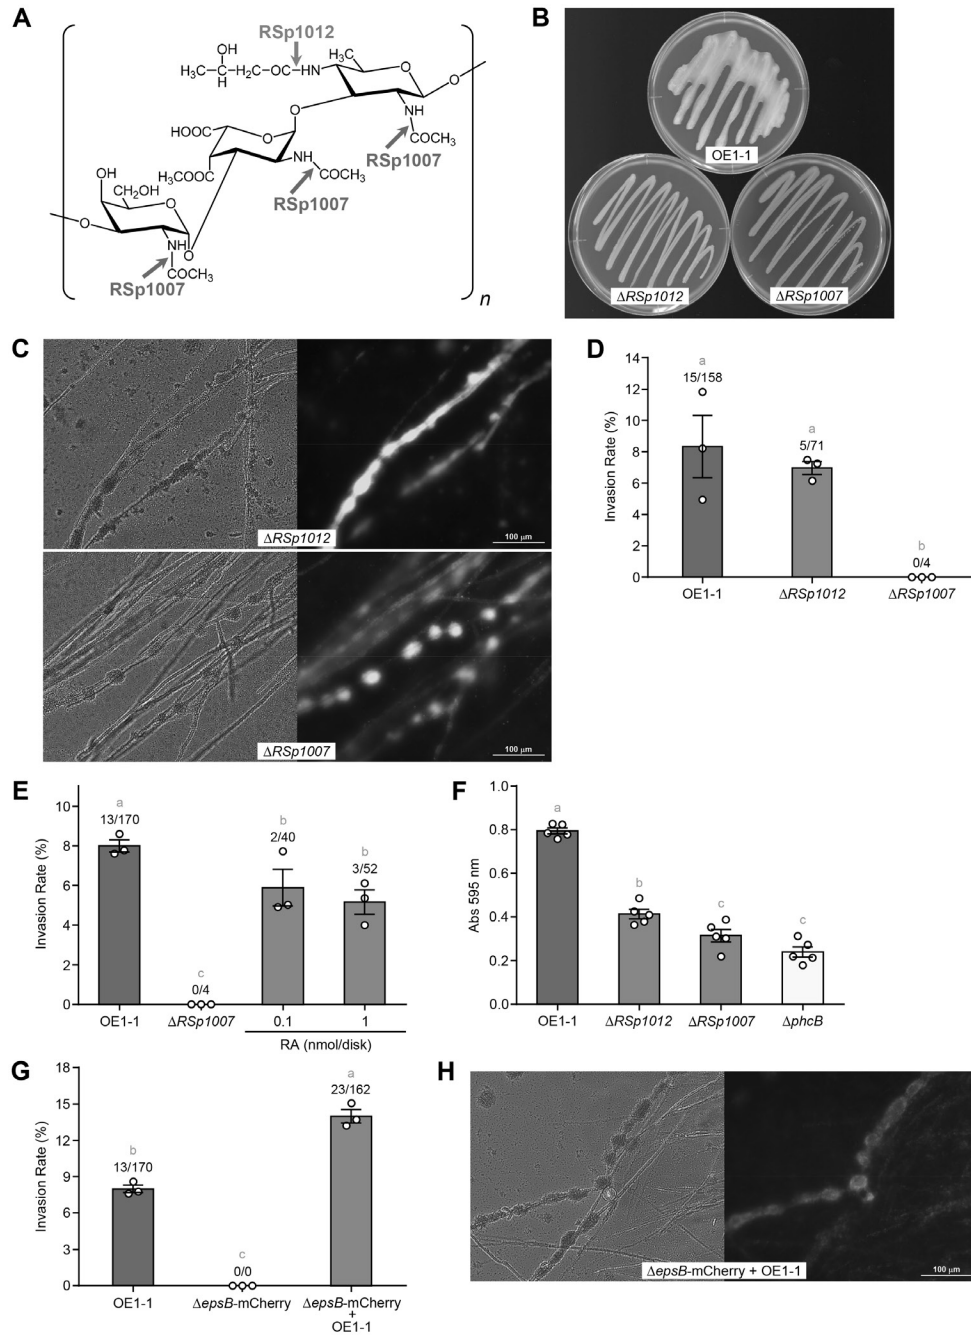 A
RSp1012
OH
H₃C–C–H₂C–OC–HN
H
H₃C
O
O
NH
COCH₃
RSp1007
O
HOOC
O
H₃COOC
NH
COCH₃
RSp1007
OH
CH₂OH
O
O
NH
O
COCH₃
RSp1007
n
B
OE1-1
ΔRSp1012
ΔRSp1007
C
ΔRSp1012
100 μm
ΔRSp1007
100 μm
D
Invasion Rate (%)
14
12
10
8
6
4
2
0
a
15/158
a
5/71
b
0/4
OE1-1
ΔRSp1012
ΔRSp1007
E
Invasion Rate (%)
10
8
6
4
2
0
a
13/170
c
0/4
b
2/40
b
3/52
OE1-1
ΔRSp1007
0.1
1
RA (nmol/disk)
F
Abs 595 nm
1.0
0.8
0.6
0.4
0.2
0.0
a
b
c
c
OE1-1
ΔRSp1012
ΔRSp1007
ΔphcB
G
Invasion Rate (%)
18
15
12
9
6
3
0
b
13/170
c
0/0
a
23/162
OE1-1
ΔepsB-mCherry
ΔepsB-mCherry
+
OE1-1
H
ΔepsB-mCherry + OE1-1
100 μm